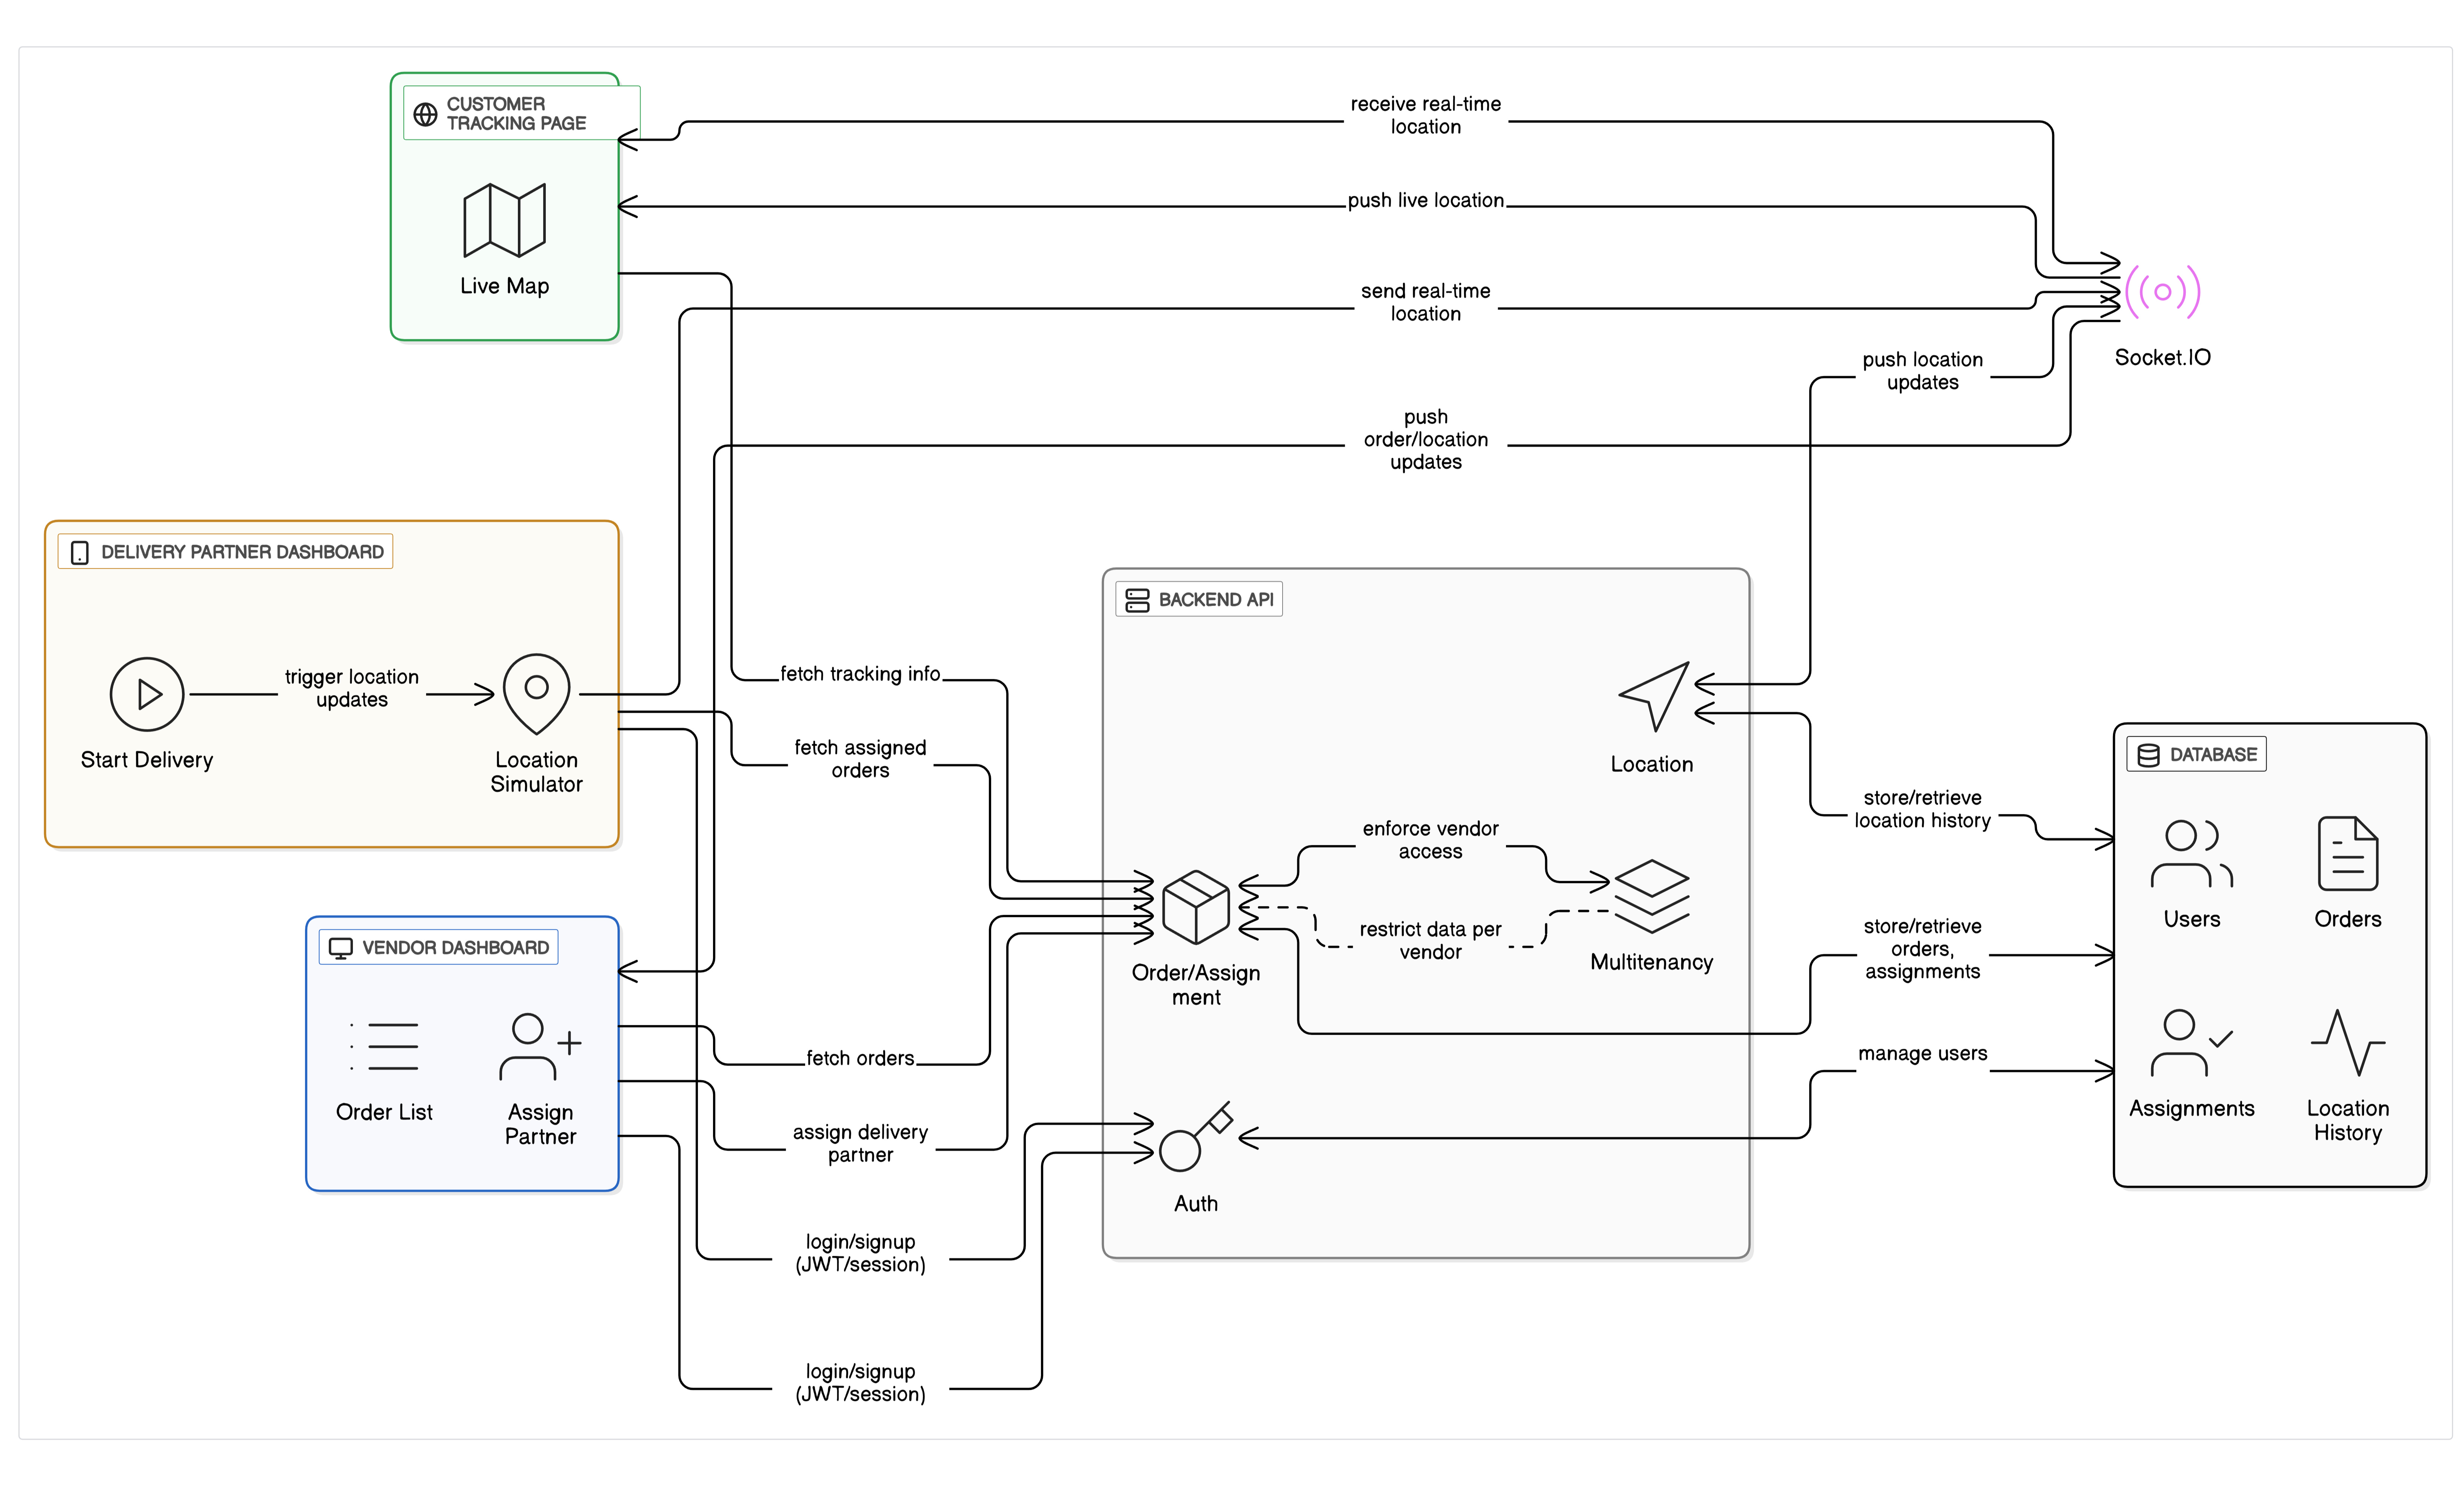 CUSTOMER
TRACKING PAGE
Live Map
receive real-time
location
push live location
send real-time
location
push location
updates
push
order/location
updates
Socket.IO
DELIVERY PARTNER DASHBOARD
Start Delivery
trigger location
updates
Location
Simulator
fetch tracking info
fetch assigned
orders
BACKEND API
Location
enforce vendor
access
restrict data per
vendor
Order/Assign
ment
Multitenancy
Auth
store/retrieve
location history
store/retrieve
orders,
assignments
manage users
DATABASE
Users
Orders
Assignments
Location
History
VENDOR DASHBOARD
Order List
Assign
Partner
fetch orders
assign delivery
partner
login/signup
(JWT/session)
login/signup
(JWT/session)